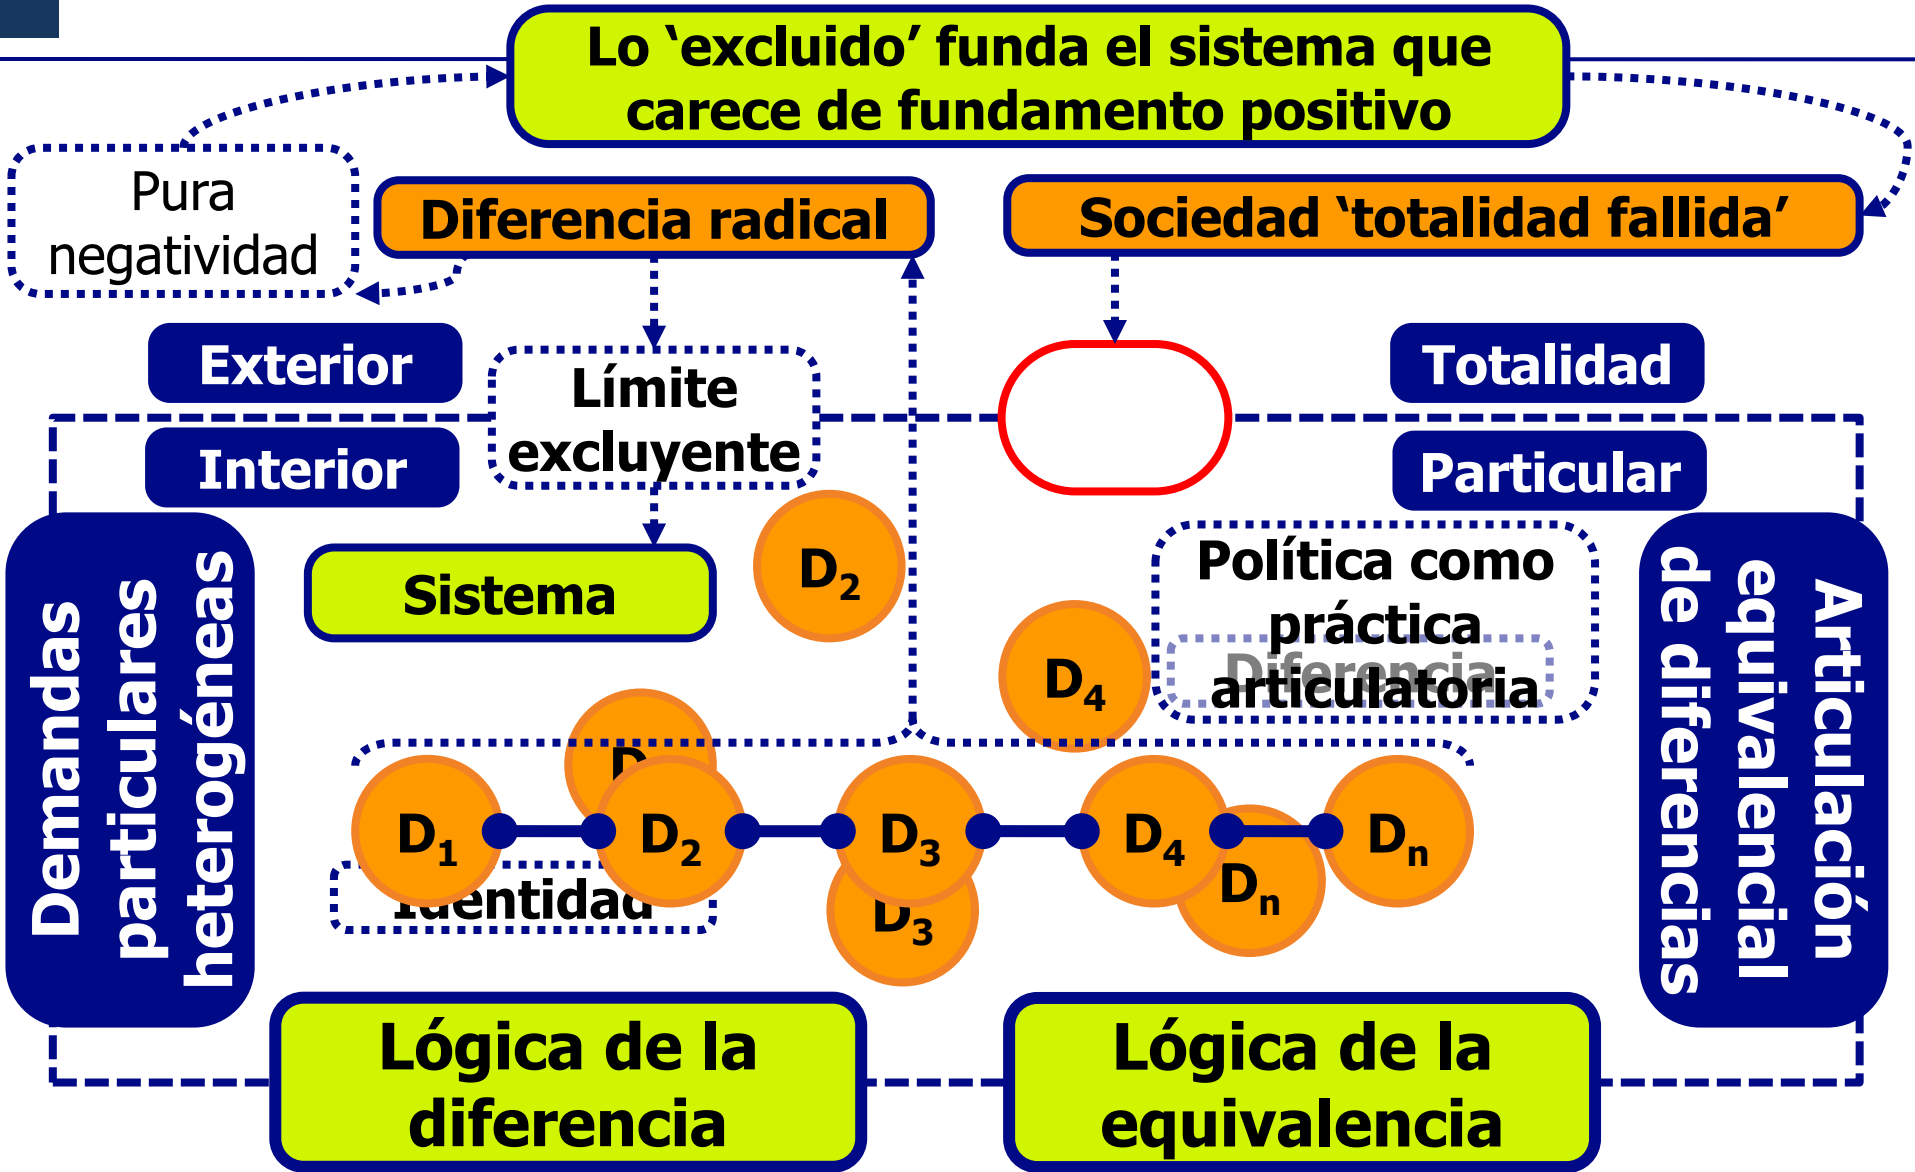 Lo ‘excluido’ funda el sistema que
carece de fundamento positivo
Pura
negatividad
Diferencia radical
Sociedad ‘totalidad fallida’
Exterior
Interior
Límite
excluyente
Totalidad
Particular
Sistema
D2
D4
Política como
práctica
articulatoria
Diferencia
Demandas
particulares
heterogéneas
Articulación
equivalencial
de diferencias
D
D1
D2
D3
D4
Dn
Identidad
D3
Dn
Lógica de la
diferencia
Lógica de la
equivalencia